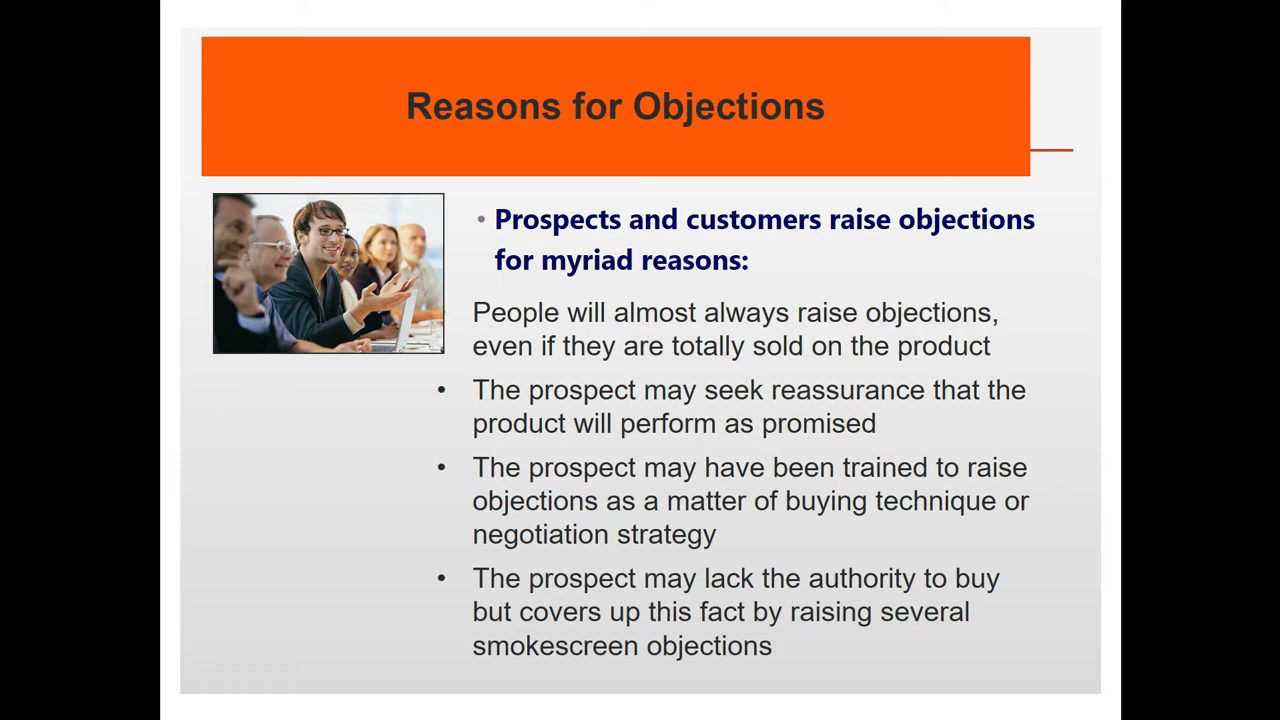 Reasons for Objections
• Prospects and customers raise objections
for myriad reasons:
People will almost always raise objections,
even if they are totally sold on the product
• The prospect may seek reassurance that the
product will perform as promised
• The prospect may have been trained to raise
objections as a matter of buying technique or
negotiation strategy
• The prospect may lack the authority to buy
but covers up this fact by raising several
smokescreen objections